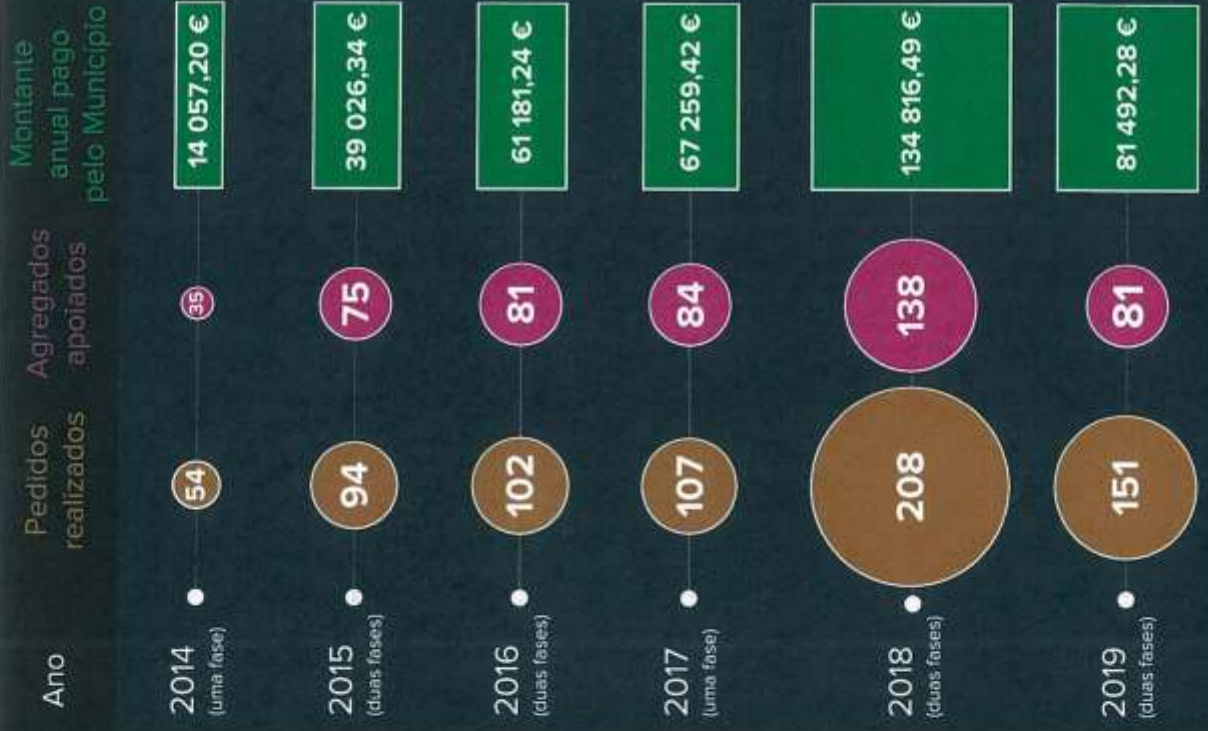 Ano
Pedidos
realizados
Agregados
apoiados
Montante
anual pago
pelo Município
2014
(uma fase)
54
35
14 057,20 €
2015
(duas fases)
94
75
39 026,34 €
2016
(duas fases)
102
81
61 181,24 €
2017
(uma fase)
107
84
67 259,42 €
2018
(duas fases)
208
138
134 816,49 €
2019
(duas fases)
151
81
81 492,28 €